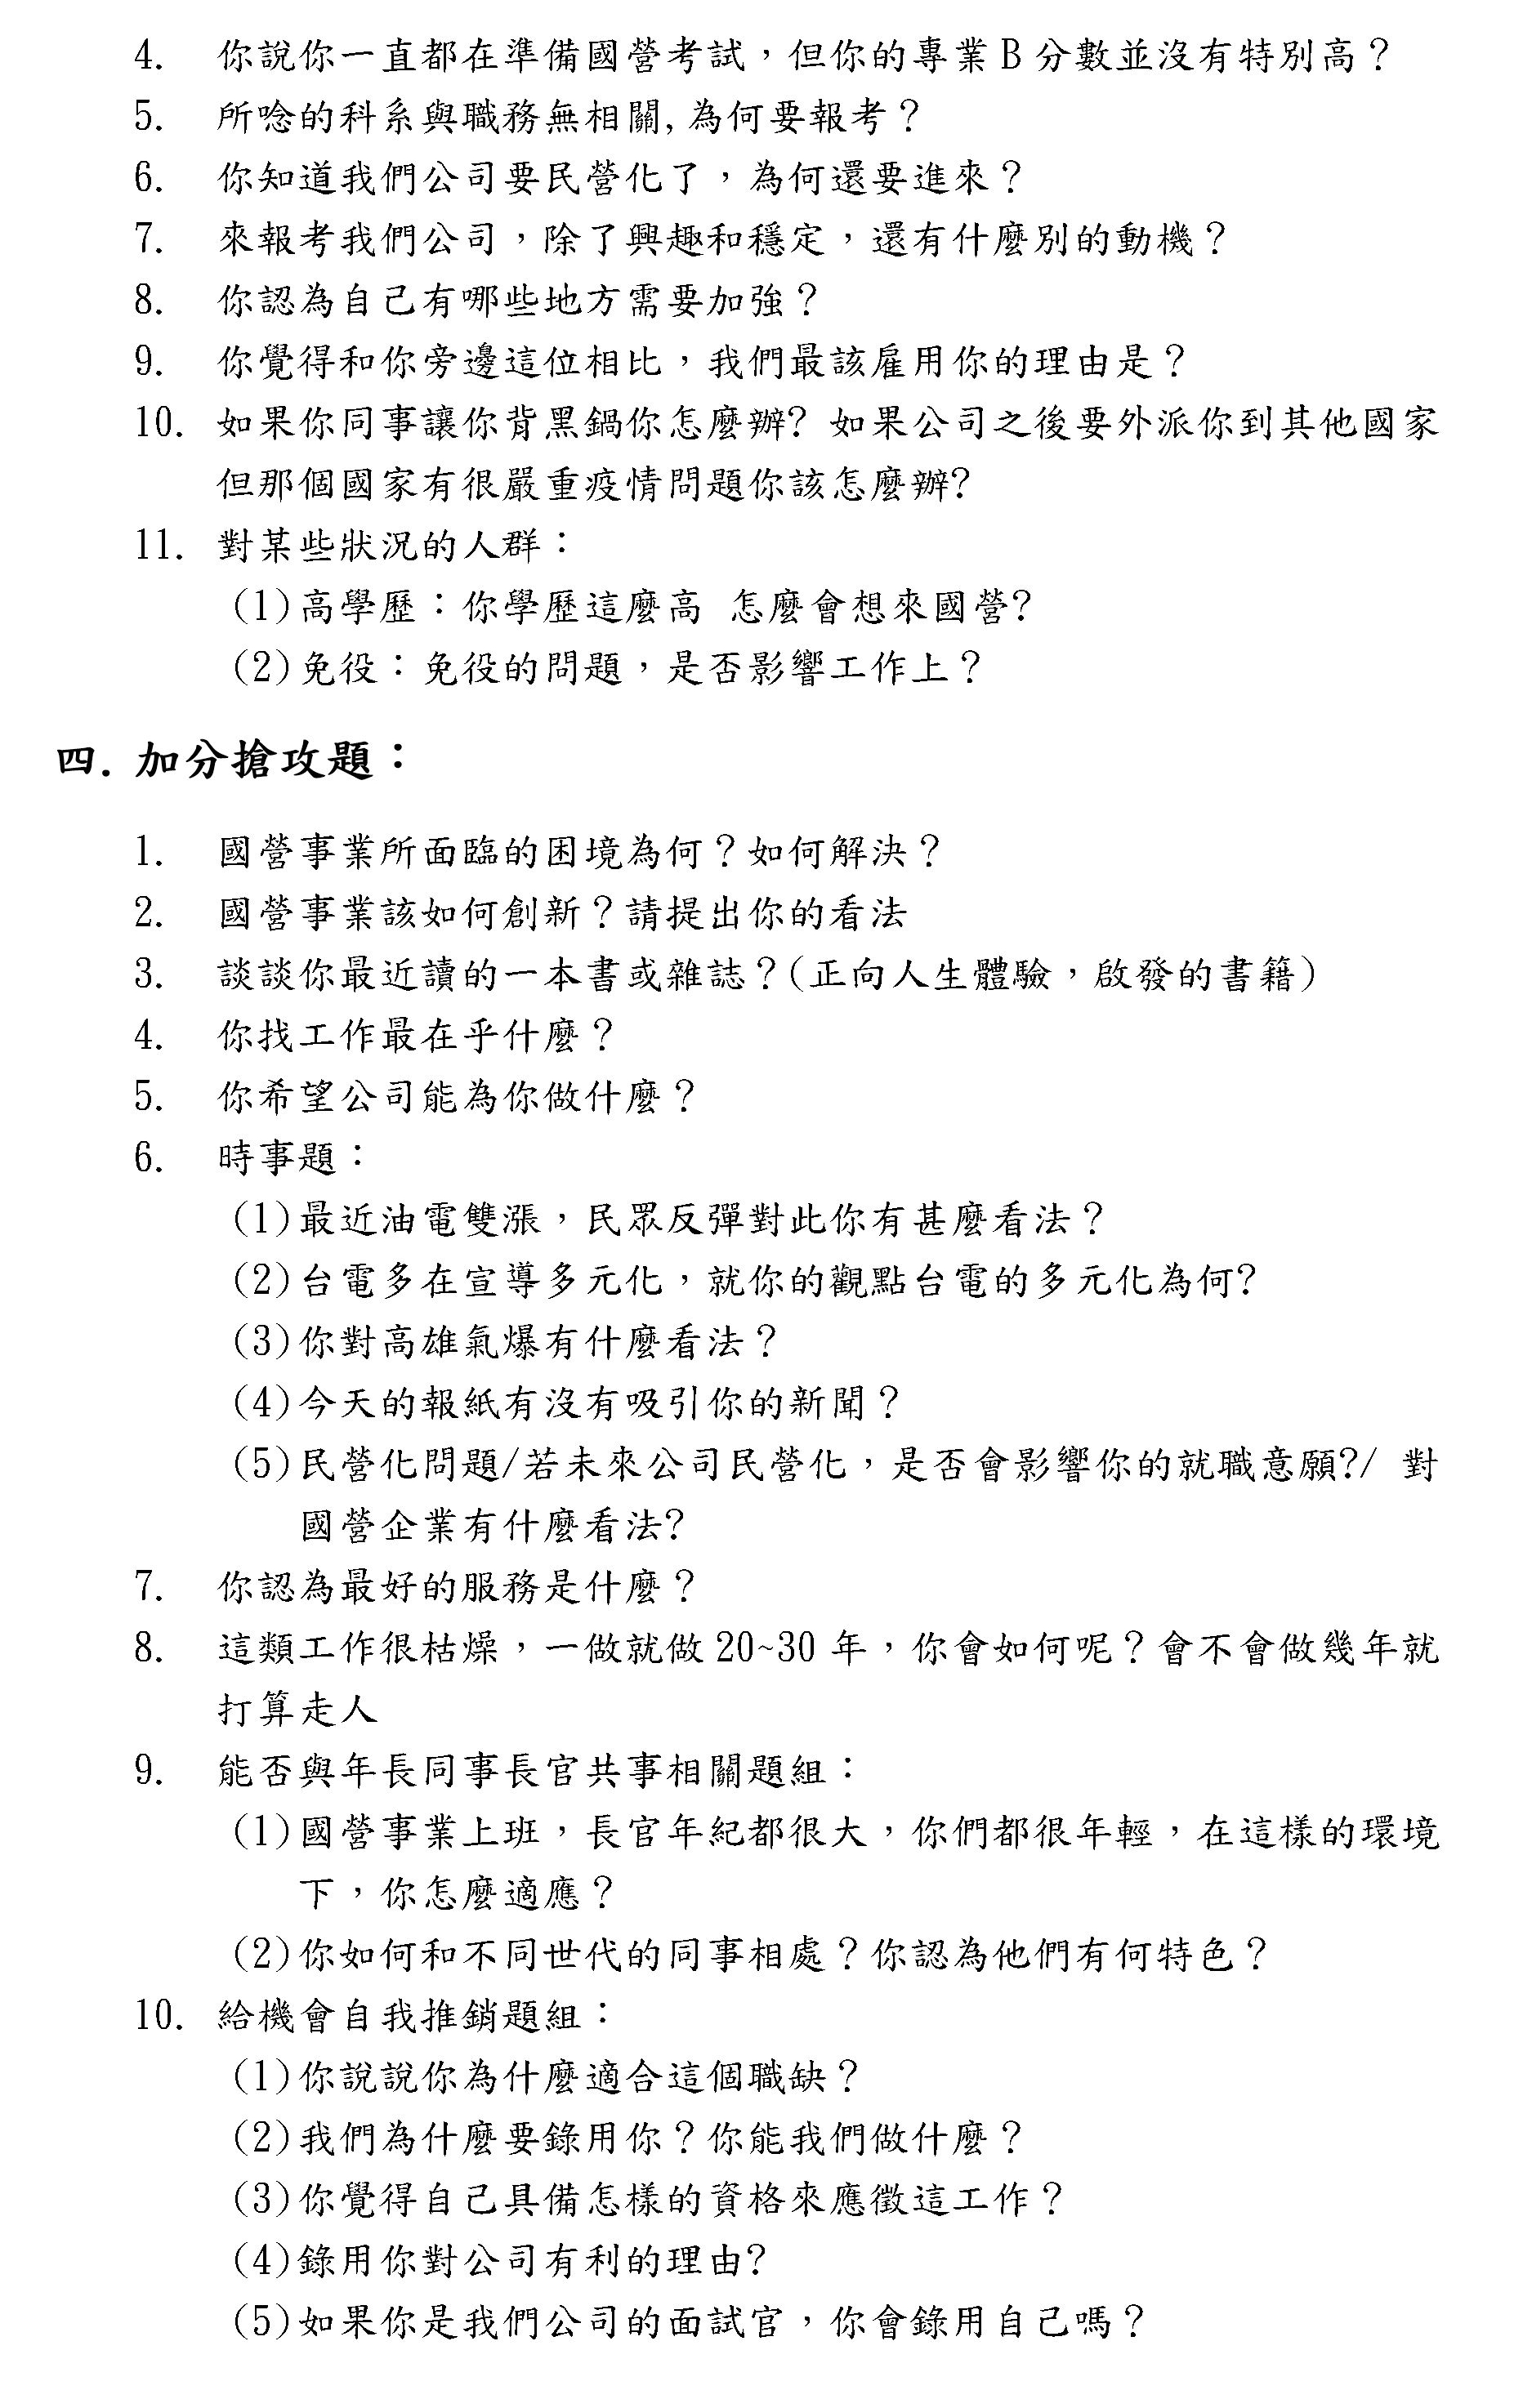 4. 你說你一直都在準備國營考試，但你的專業 B 分數並沒有特別高？
5. 所唸的科系與職務無相關,為何要報考？
6. 你知道我們公司要民營化了，為何還要進來？
7. 來報考我們公司，除了興趣和穩定，還有什麼別的動機？
8. 你認為自己有哪些地方需要加強？
9. 你覺得和你旁邊這位相比，我們最該雇用你的理由是？
10. 如果你同事讓你背黑鍋你怎麼辦? 如果公司之後要外派你到其他國家
但那個國家有很嚴重疫情問題你該怎麼辦?
11. 對某些狀況的人群：
(1)高學歷：你學歷這麼高 怎麼會想來國營?
(2)免役：免役的問題，是否影響工作上？
四. 加分搶攻題：
1. 國營事業所面臨的困境為何？如何解決？
2. 國營事業該如何創新？請提出你的看法
3. 談談你最近讀的一本書或雜誌？(正向人生體驗，啟發的書籍)
4. 你找工作最在乎什麼？
5. 你希望公司能為你做什麼？
6. 時事題：
(1)最近油電雙漲，民眾反彈對此你有甚麼看法？
(2)台電多在宣導多元化，就你的觀點台電的多元化為何?
(3)你對高雄氣爆有什麼看法？
(4)今天的報紙有沒有吸引你的新聞？
(5)民營化問題/若未來公司民營化，是否會影響你的就職意願?/ 對
國營企業有什麼看法?
7. 你認為最好的服務是什麼？
8. 這類工作很枯燥，一做就做 20~30 年，你會如何呢？會不會做幾年就
打算走人
9. 能否與年長同事長官共事相關題組：
(1)國營事業上班，長官年紀都很大，你們都很年輕，在這樣的環境
下，你怎麼適應？
(2)你如何和不同世代的同事相處？你認為他們有何特色？
10. 給機會自我推銷題組：
(1)你說說你為什麼適合這個職缺？
(2)我們為什麼要錄用你？你能我們做什麼？
(3)你覺得自己具備怎樣的資格來應徵這工作？
(4)錄用你對公司有利的理由?
(5)如果你是我們公司的面試官，你會錄用自己嗎？